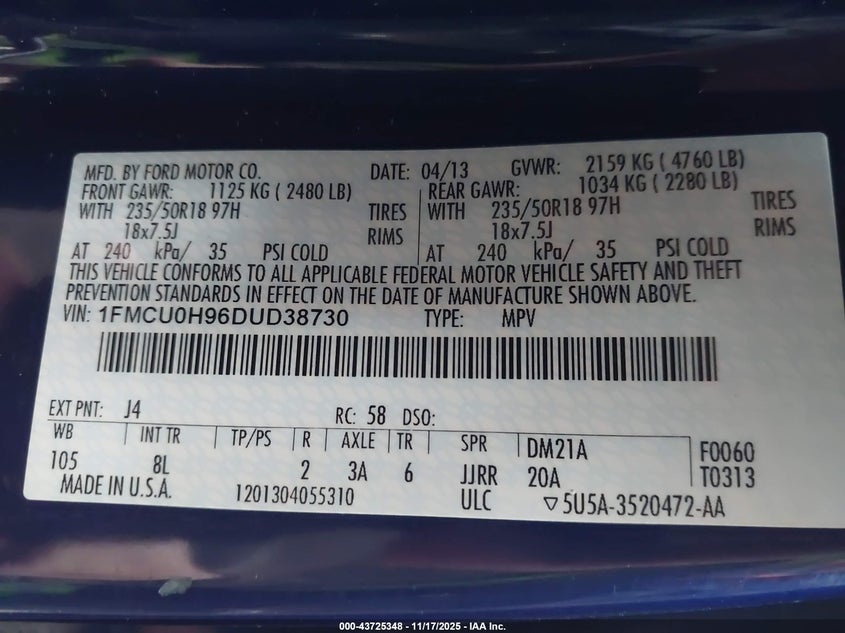 MFD. BY FORD MOTOR CO. DATE: 04/13 GVWR: 2159 KG ( 4760 LB)
FRONT GAWR: 1125 KG ( 2480 LB) REAR GAWR: 1034 KG ( 2280 LB)
WITH 235/50R18 97H TIRES WITH 235/50R18 97H TIRES
18x7.5J RIMS 18x7.5J RIMS
AT 240 kPa/ 35 PSI COLD AT 240 kPa/ 35 PSI COLD
THIS VEHICLE CONFORMS TO ALL APPLICABLE FEDERAL MOTOR VEHICLE SAFETY AND THEFT
PREVENTION STANDARDS IN EFFECT ON THE DATE OF MANUFACTURE SHOWN ABOVE.
VIN: 1FMCU0H96DUD38730 TYPE: MPV
EXT PNT: J4 RC: 58 DSO:
WB INT TR TP/PS R AXLE TR SPR DM21A F0060
105 8L 2 3A 6 JJRR 20A T0313
MADE IN U.S.A. 1201304055310 ULC ▽5U5A-3520472-AA
000-43725348 - 11/17/2025 - IAA Inc.